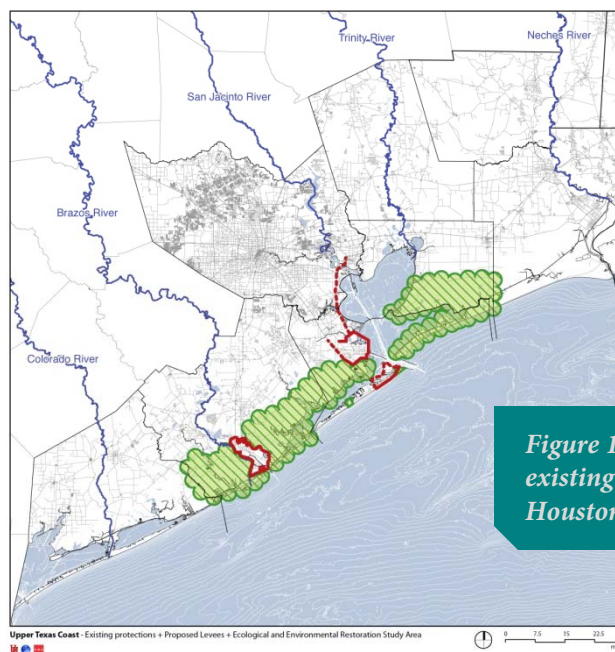 Neches River
Trinity River
San Jacinto River
Brazos River
Colorado River
Figure 1
existing
Houston
Upper Texas Coast - Existing protections + Proposed Levees + Ecological and Environmental Restoration Study Area
0 7.5 15 22.5